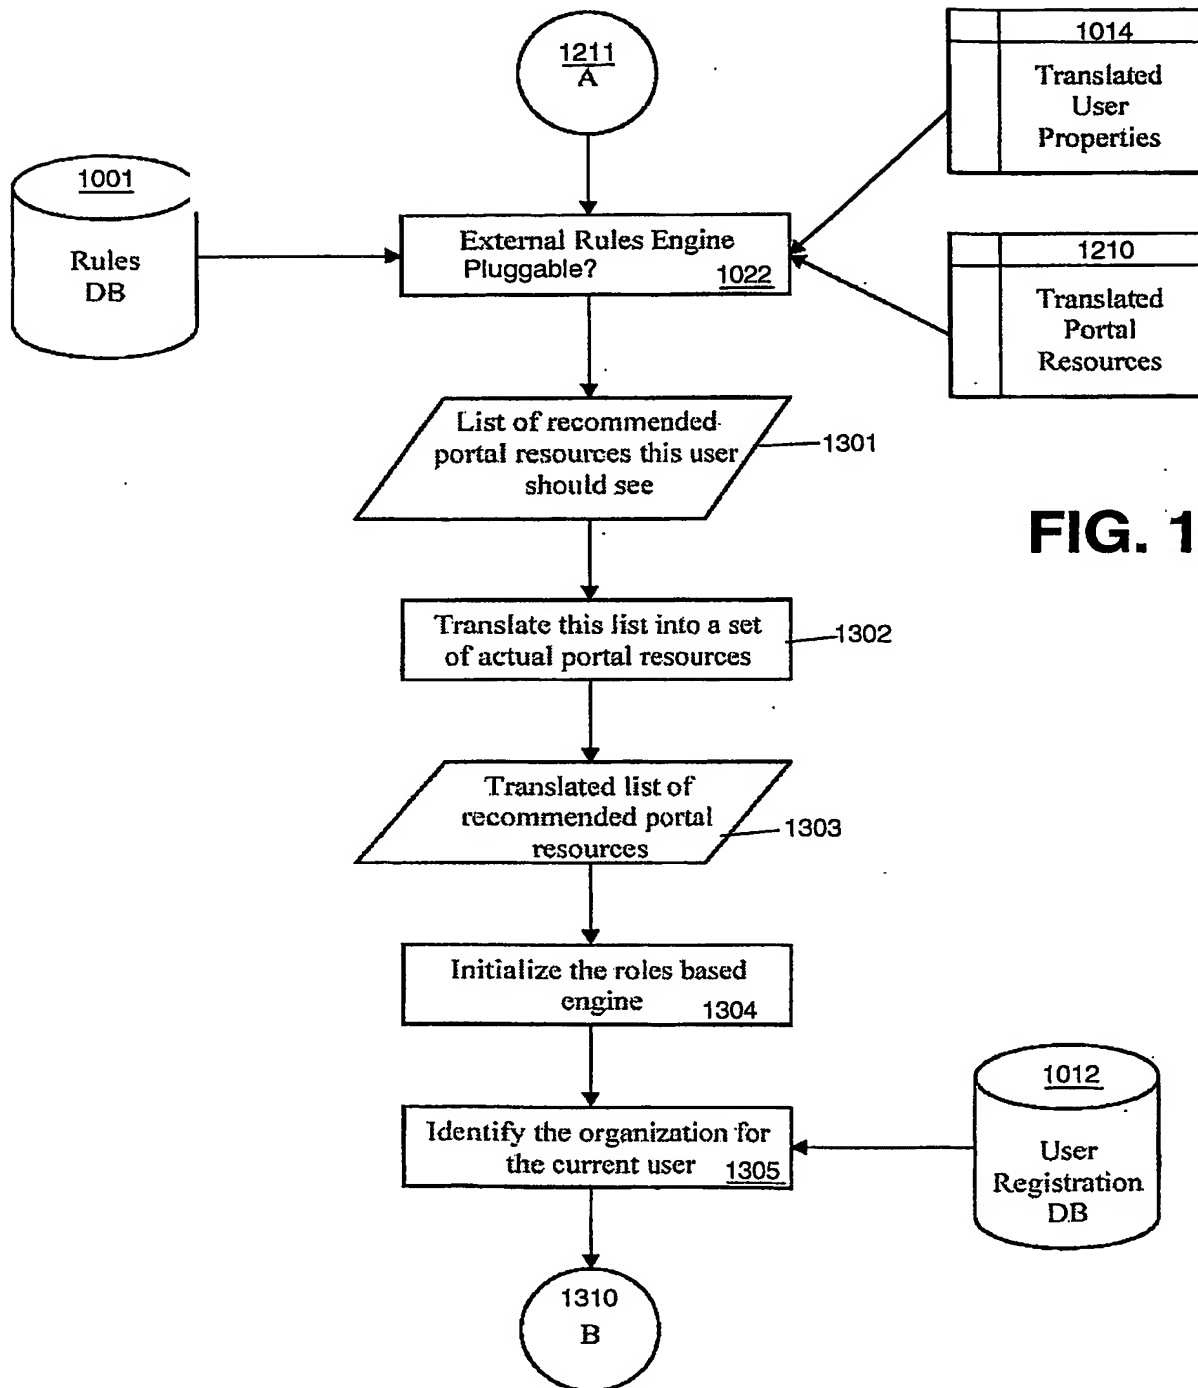 1211
A
1014
Translated
User
Properties
1001
Rules
DB
External Rules Engine
Pluggable?
1022
1210
Translated
Portal
Resources
List of recommended
portal resources this user
should see
1301
FIG. 1
Translate this list into a set
of actual portal resources
1302
Translated list of
recommended portal
resources
1303
Initialize the roles based
engine
1304
Identify the organization for
the current user
1305
1012
User
Registration
DB
1310
B